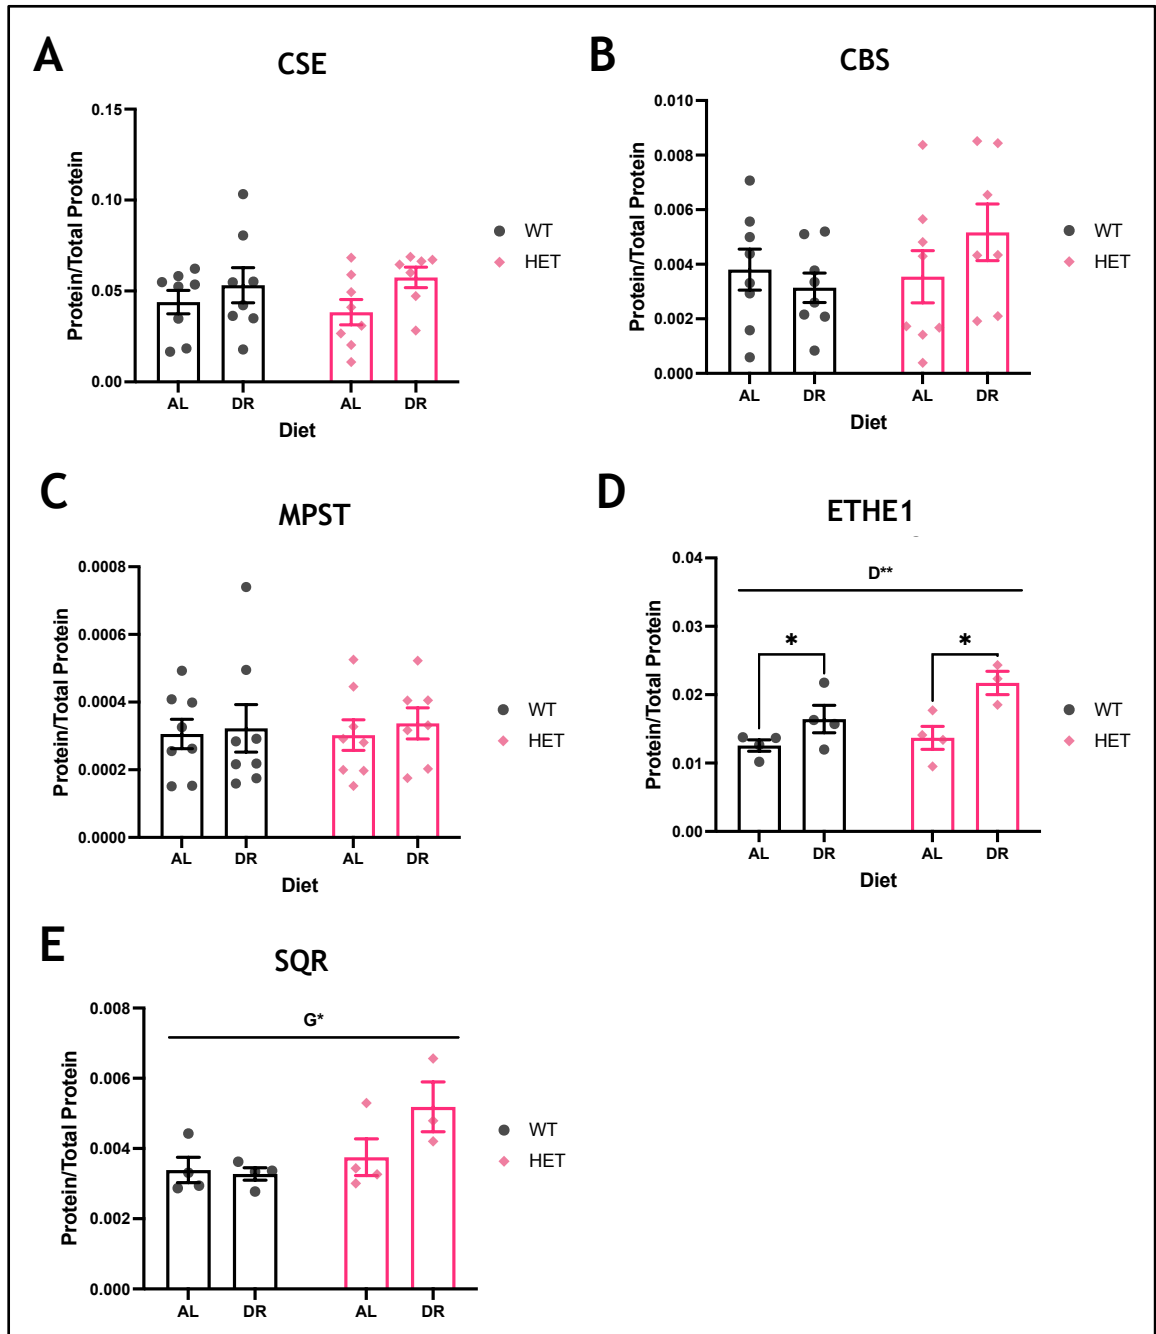 A
CSE
Protein/Total Protein
0.15
0.10
0.05
0.00
AL
DR
AL
DR
Diet
WT
HET
B
CBS
Protein/Total Protein
0.010
0.008
0.006
0.004
0.002
0.000
AL
DR
AL
DR
Diet
WT
HET
C
MPST
Protein/Total Protein
0.0008
0.0006
0.0004
0.0002
0.0000
AL
DR
AL
DR
Diet
WT
HET
D
ETHE1
Protein/Total Protein
0.04
0.03
0.02
0.01
0.00
D**
*
*
AL
DR
AL
DR
Diet
WT
HET
E
SQR
Protein/Total Protein
0.008
0.006
0.004
0.002
0.000
G*
AL
DR
AL
DR
WT
HET